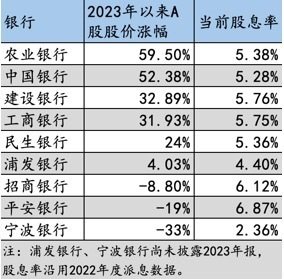 银行 2023年以来A股股价涨幅 当前股息率
农业银行 59.50% 5.38%
中国银行 52.38% 5.28%
建设银行 32.89% 5.76%
工商银行 31.93% 5.75%
民生银行 24% 5.36%
浦发银行 4.03% 4.40%
招商银行 -8.80% 6.12%
平安银行 -19% 6.87%
宁波银行 -33% 2.36%
注：浦发银行、宁波银行尚未披露2023年报，
股息率沿用2022年度派息数据。